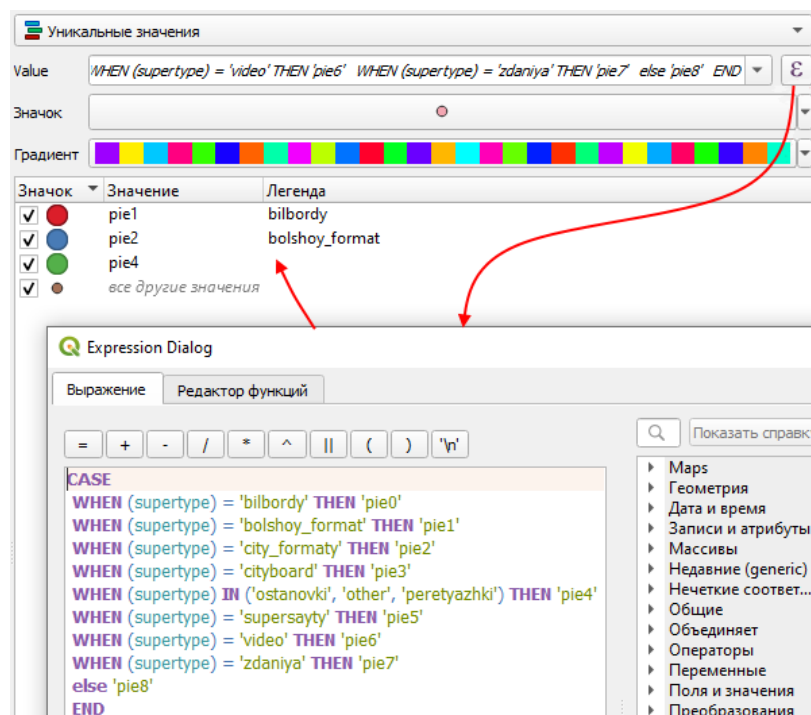 Уникальные значения
Value WHEN (supertype) = 'video' THEN 'pie6' WHEN (supertype) = 'zdaniya' THEN 'pie7' else 'pie8' END ε
Значок
Градиент
Значок Значение Легенда
pie1 bilbordy
pie2 bolshoy_format
pie4
все другие значения
Expression Dialog
Выражение Редактор функций
= + - / * ^ || ( ) '\n'
Показать справк
CASE
WHEN (supertype) = 'bilbordy' THEN 'pie0'
WHEN (supertype) = 'bolshoy_format' THEN 'pie1'
WHEN (supertype) = 'city_formaty' THEN 'pie2'
WHEN (supertype) = 'cityboard' THEN 'pie3'
WHEN (supertype) IN ('ostanovki', 'other', 'peretyazhki') THEN 'pie4'
WHEN (supertype) = 'supersayty' THEN 'pie5'
WHEN (supertype) = 'video' THEN 'pie6'
WHEN (supertype) = 'zdaniya' THEN 'pie7'
else 'pie8'
END
Maps
Геометрия
Дата и время
Записи и атрибуты
Массивы
Недавние (generic)
Нечеткие соответ...
Общие
Объединяет
Операторы
Переменные
Поля и значения
Преобразования